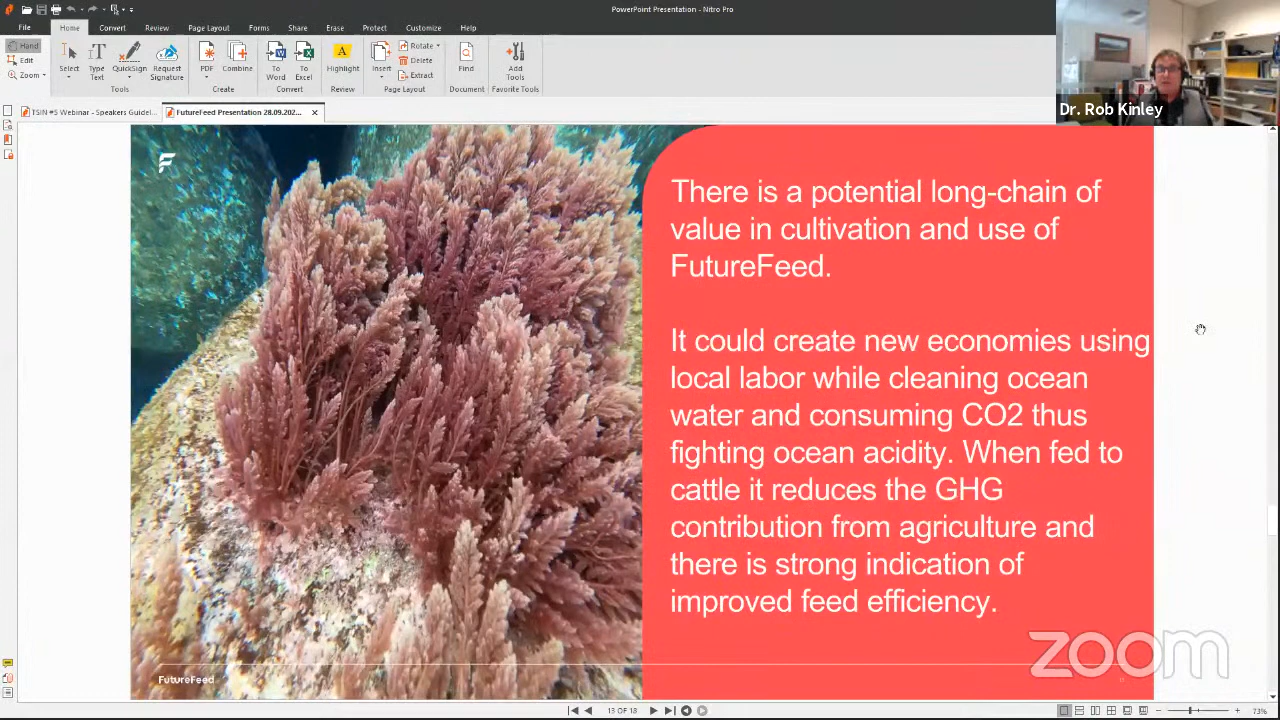 PowerPoint Presentation - Nitro Pro
File
Home
View
Review
Page Layout
Forms
Share
Erase
Protect
Customize
Help
Hand
Edit
Zoom
Select
Type Text
QuickSign
Request Signature
Tools
PDF
Combine
Create
To Word
To Excel
Convert
Highlight
Review
Insert
Rotate
Delete
Extract
Page Layout
Find
Document
Add Tools
Favorite Tools
TSIN #5 Webinar - Speakers Guidel...
FutureFeed Presentation 28.09.202...
Dr. Rob Kinley
There is a potential long-chain of
value in cultivation and use of
FutureFeed.
It could create new economies using
local labor while cleaning ocean
water and consuming CO2 thus
fighting ocean acidity. When fed to
cattle it reduces the GHG
contribution from agriculture and
there is strong indication of
improved feed efficiency.
FutureFeed
zoom
13 OF 18
73%